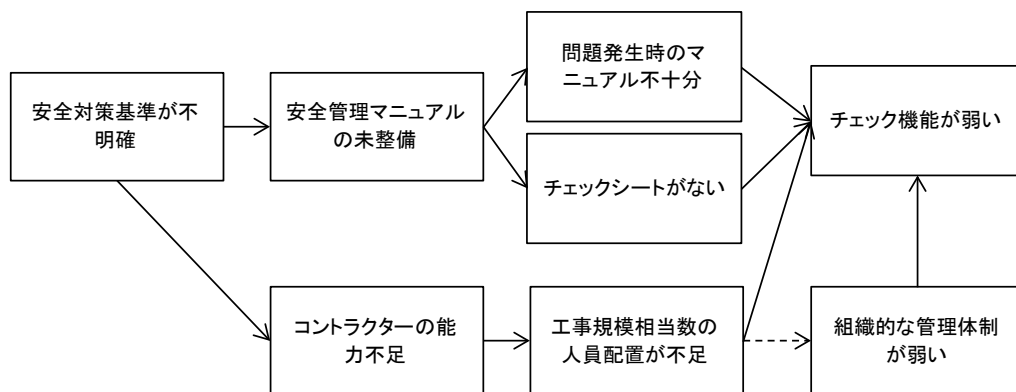 安全対策基準が不
明確
安全管理マニュアル
の未整備
問題発生時のマ
ニュアル不十分
チェックシートがない
チェック機能が弱い
コントラクターの能
力不足
工事規模相当数の
人員配置が不足
組織的な管理体制
が弱い